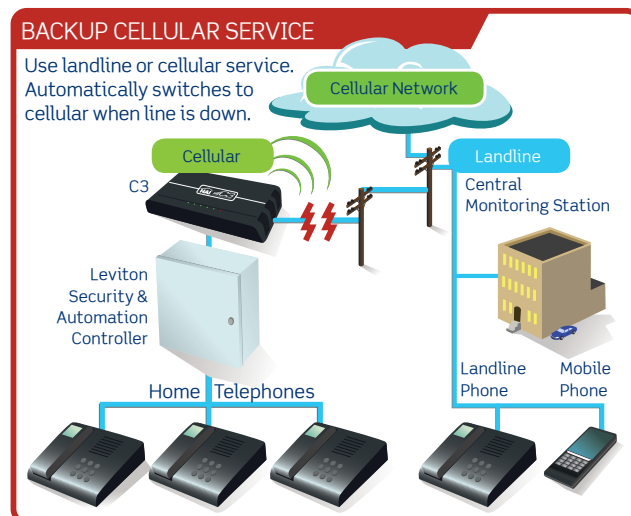 BACKUP CELLULAR SERVICE
Use landline or cellular service.
Automatically switches to
cellular when line is down.
Cellular Network
Cellular
Landline
C3
HAI
Central
Monitoring Station
Leviton
Security &
Automation
Controller
Landline
Phone
Mobile
Phone
Home Telephones